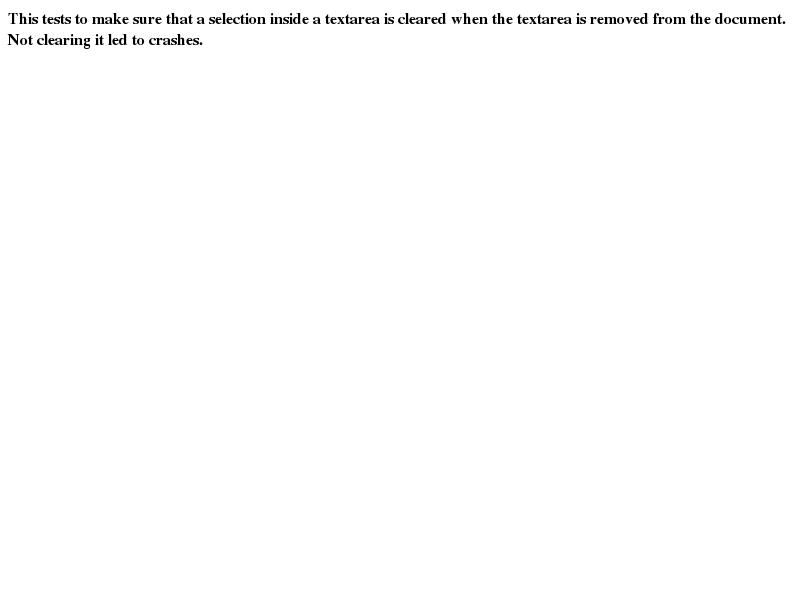 This tests to make sure that a selection inside a textarea is cleared when the textarea is removed from the document.
Not clearing it led to crashes.